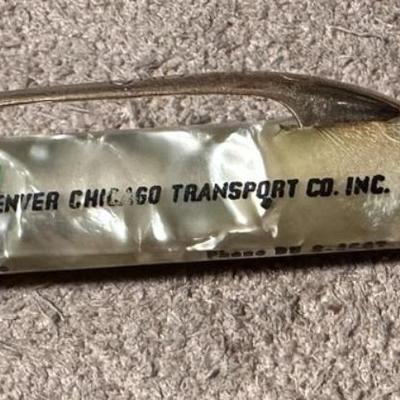 ENVER CHICAGO TRANSPORT CO. INC.
Phone